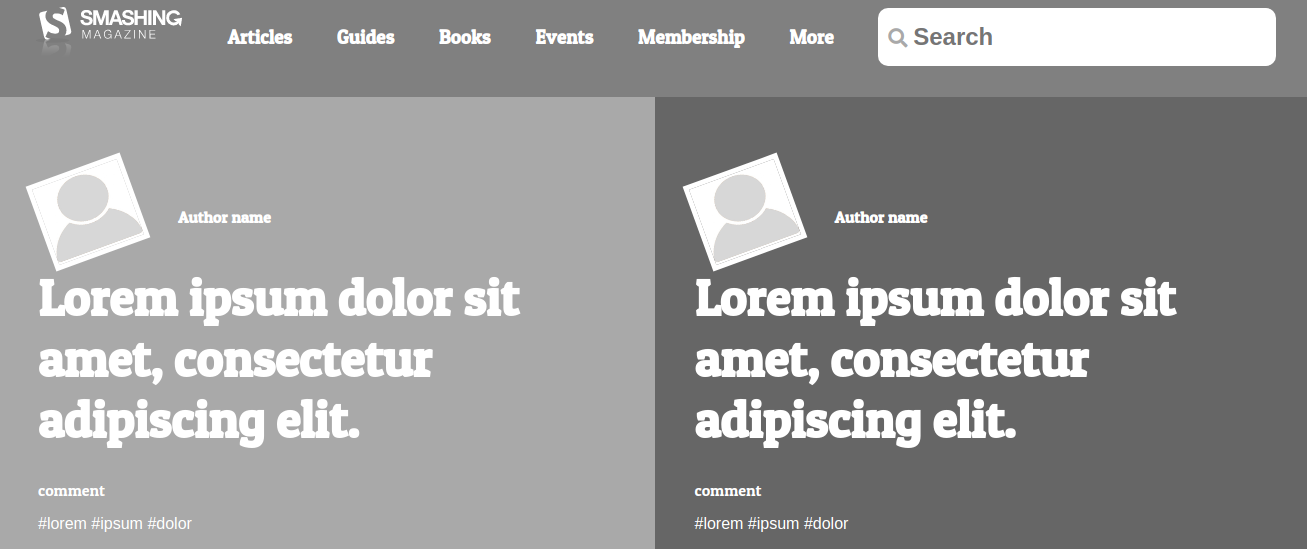 SMASHING
MAGAZINE
Articles Guides Books Events Membership More Search
Author name
Lorem ipsum dolor sit
amet, consectetur
adipiscing elit.
comment
#lorem #ipsum #dolor
Author name
Lorem ipsum dolor sit
amet, consectetur
adipiscing elit.
comment
#lorem #ipsum #dolor